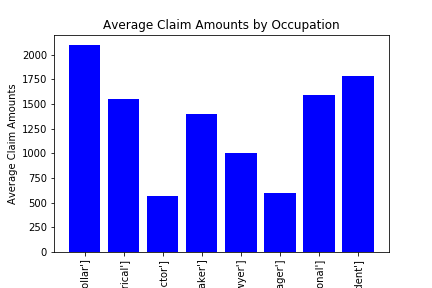 Average Claim Amounts by Occupation
Average Claim Amounts
2000
1750
1500
1250
1000
750
500
250
0
ollar']
rical']
ctor']
aker']
wyer']
ager']
onal']
dent']